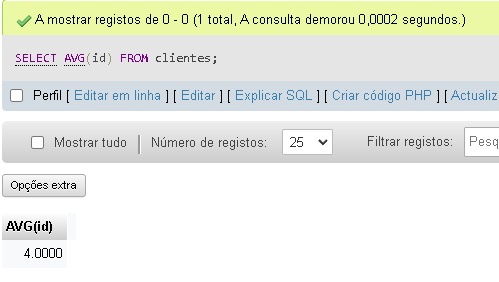 A mostrar registos de 0 - 0 (1 total, A consulta demorou 0,0002 segundos.)
SELECT AVG(id) FROM clientes;
Perfil [ Editar em linha ] [ Editar ] [ Explicar SQL ] [ Criar código PHP ] [ Actualiz
Mostrar tudo | Número de registos: 25 Filtrar registos: Pesq
Opções extra
AVG(id)
4.0000